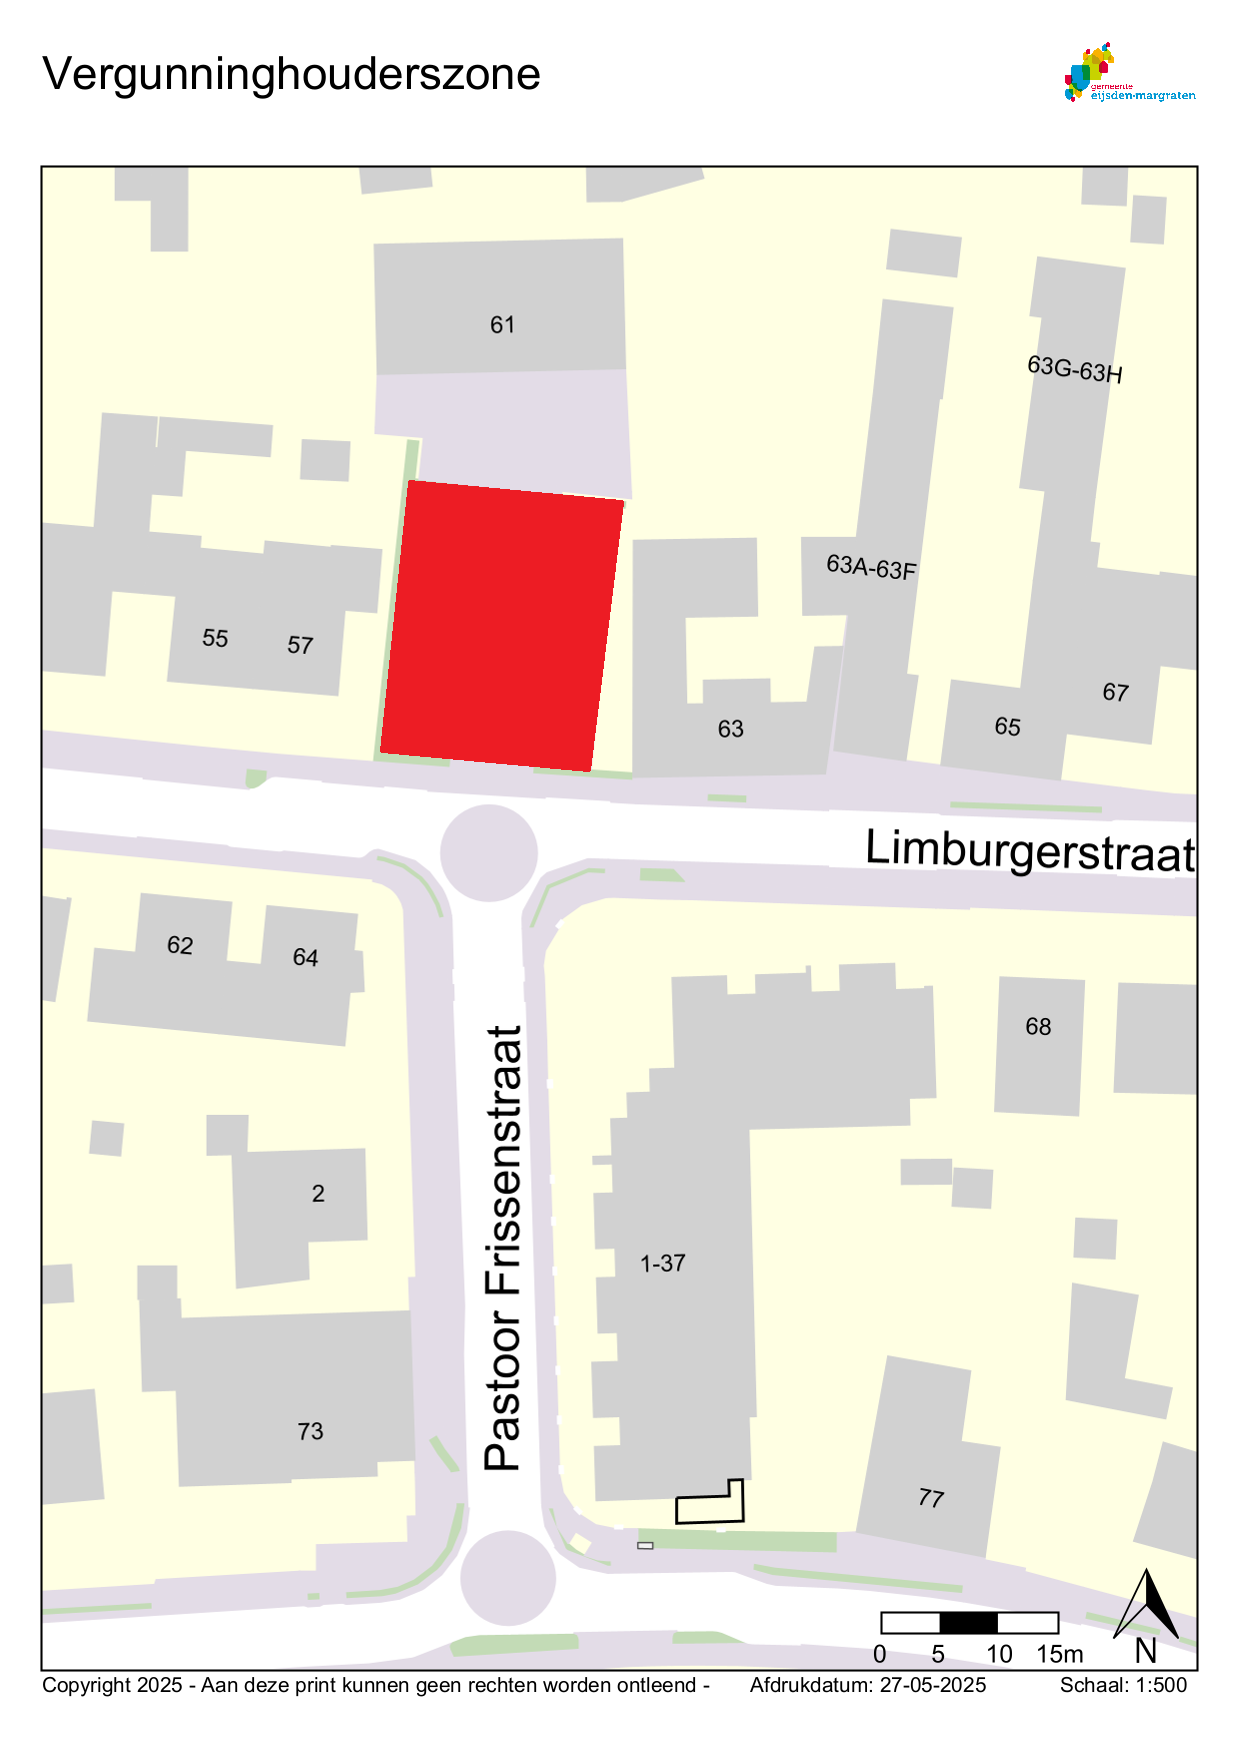 Vergunninghouderszone
gemeente
eijsden-margraten
61
63G-63H
63A-63F
55
57
67
65
63
Limburgerstraat
62
64
68
Pastoor Frissenstraat
2
1-37
73
77
0 5 10 15m
N
Copyright 2025 - Aan deze print kunnen geen rechten worden ontleend - Afdrukdatum: 27-05-2025 Schaal: 1:500